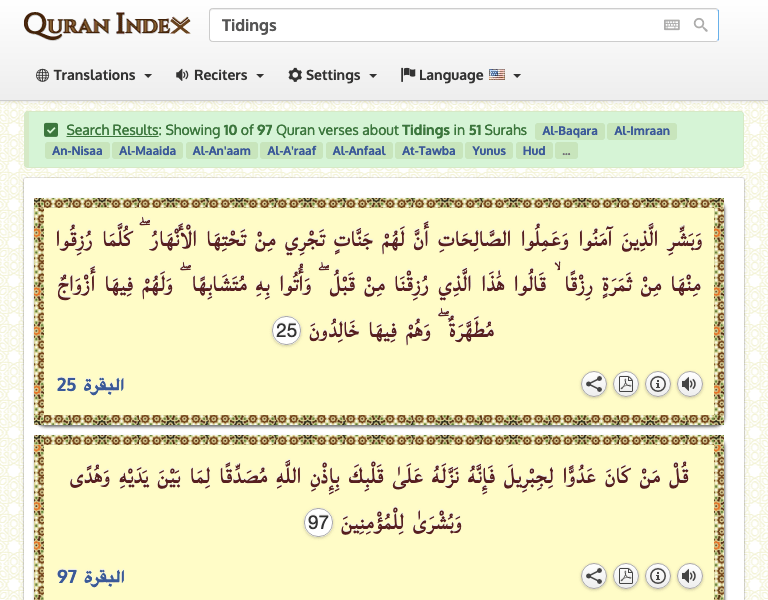 QURAN INDEX
Tidings
Translations
Reciters
Settings
Language
Search Results: Showing 10 of 97 Quran verses about Tidings in 51 Surahs Al-Baqara Al-Imraan
An-Nisaa Al-Maaida Al-An'aam Al-A'raaf Al-Anfaal At-Tawba Yunus Hud ...
وَبَشِّرِ الَّذِينَ آمَنُوا وَعَمِلُوا الصَّالِحَاتِ أَنَّ لَهُمْ جَنَّاتٍ تَجْرِي مِنْ تَحْتِهَا الْأَنْهَارُ ۖ كُلَّمَا رُزِقُوا
مِنْهَا مِنْ ثَمَرَةٍ رِزْقًا ۙ قَالُوا هَٰذَا الَّذِي رُزِقْنَا مِنْ قَبْلُ ۖ وَأُتُوا بِهِ مُتَشَابِهًا ۖ وَلَهُمْ فِيهَا أَزْوَاجٌ
مُطَهَّرَةٌ ۖ وَهُمْ فِيهَا خَالِدُونَ 25
البقرة 25
قُلْ مَنْ كَانَ عَدُوًّا لِجِبْرِيلَ فَإِنَّهُ نَزَّلَهُ عَلَىٰ قَلْبِكَ بِإِذْنِ اللَّهِ مُصَدِّقًا لِمَا بَيْنَ يَدَيْهِ وَهُدًى
وَبُشْرَىٰ لِلْمُؤْمِنِينَ 97
البقرة 97